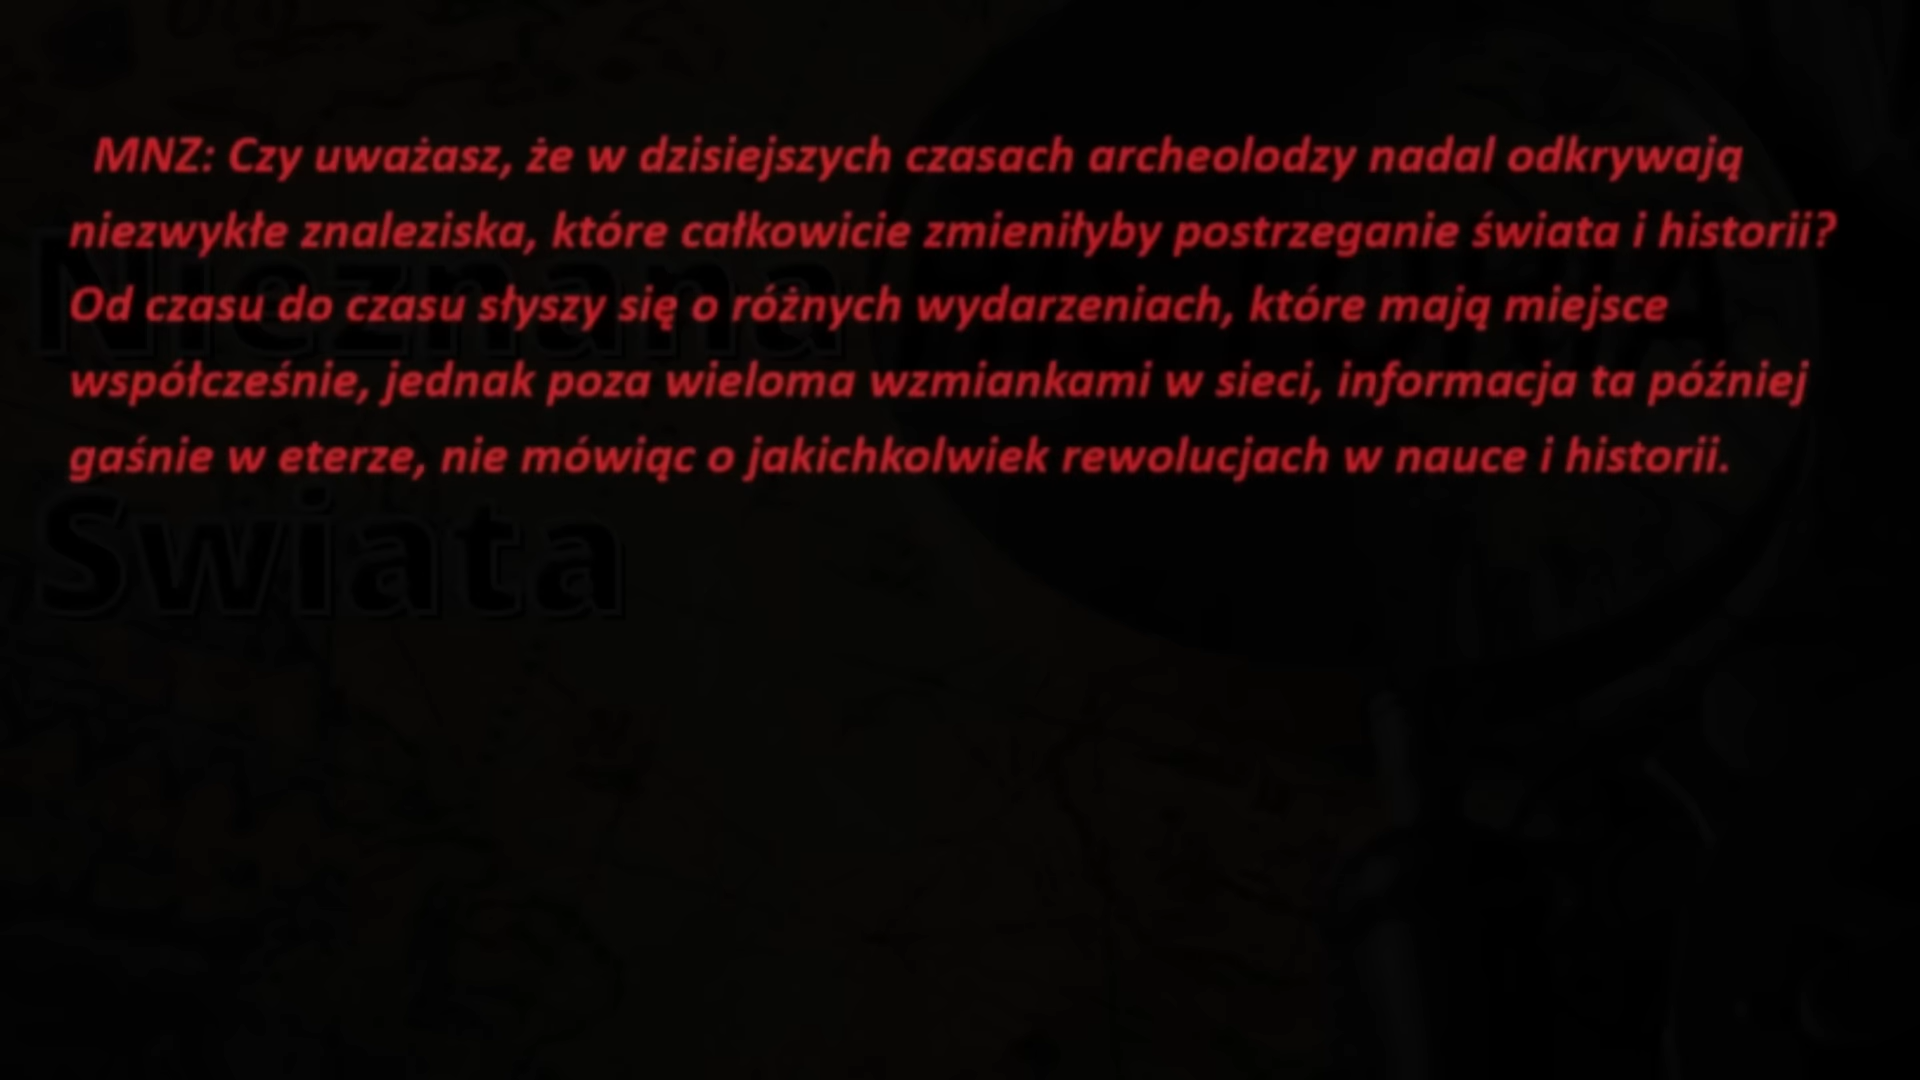 MNZ: Czy uważasz, że w dzisiejszych czasach archeolodzy nadal odkrywają
niezwykłe znaleziska, które całkowicie zmieniłyby postrzeganie świata i historii?
Od czasu do czasu słyszy się o różnych wydarzeniach, które mają miejsce
współcześnie, jednak poza wieloma wzmiankami w sieci, informacja ta później
gaśnie w eterze, nie mówiąc o jakichkolwiek rewolucjach w nauce i historii.
Nieznana
Świata